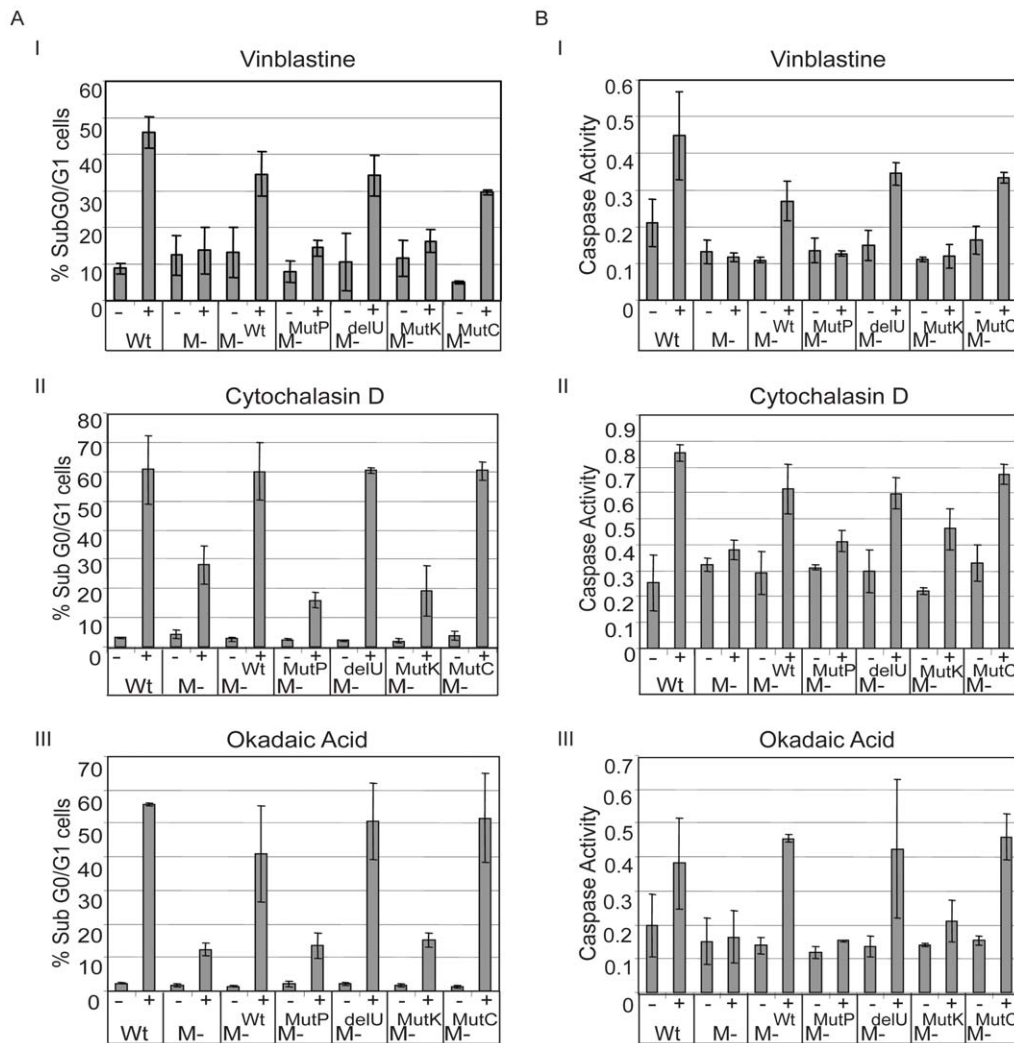 A
I
Vinblastine
% SubG0/G1 cells
60
50
40
30
20
10
0
- + - + - + - + - + - + - +
Wt M- M-Wt M-MutP M-delU M-MutK M-MutC
II
Cytochalasin D
% Sub G0/G1 cells
80
70
60
50
40
30
20
10
0
- + - + - + - + - + - + - +
Wt M- M-Wt M-MutP M-delU M-MutK M-MutC
III
Okadaic Acid
% Sub G0/G1 cells
70
60
50
40
30
20
10
0
- + - + - + - + - + - + - +
Wt M- M-Wt M-MutP M-delU M-MutK M-MutC
B
I
Vinblastine
Caspase Activity
0.6
0.5
0.4
0.3
0.2
0.1
0
- + - + - + - + - + - + - +
Wt M- M-Wt M-MutP M-delU M-MutK M-MutC
II
Cytochalasin D
Caspase Activity
0.9
0.8
0.7
0.6
0.5
0.4
0.3
0.2
0.1
0
- + - + - + - + - + - + - +
Wt M- M-Wt M-MutP M-delU M-MutK M-MutC
III
Okadaic Acid
Caspase Activity
0.7
0.6
0.5
0.4
0.3
0.2
0.1
0
- + - + - + - + - + - + - +
Wt M- M-Wt M-MutP M-delU M-MutK M-MutC